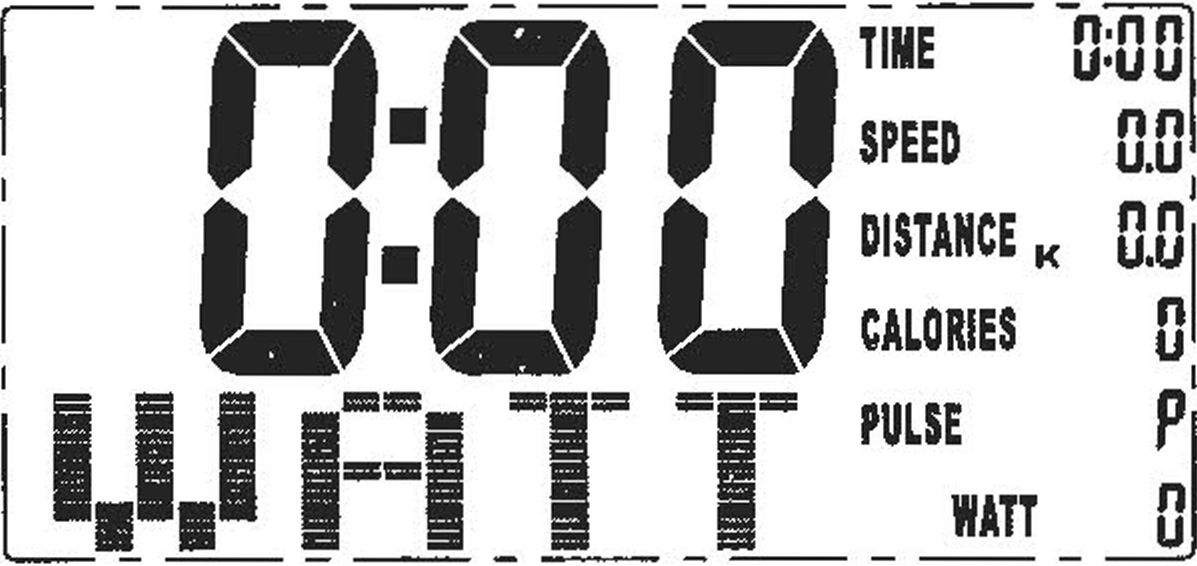 0:00
WATT
TIME 0:00
SPEED 0.0
DISTANCE K 0.0
CALORIES 0
PULSE P
WATT 0